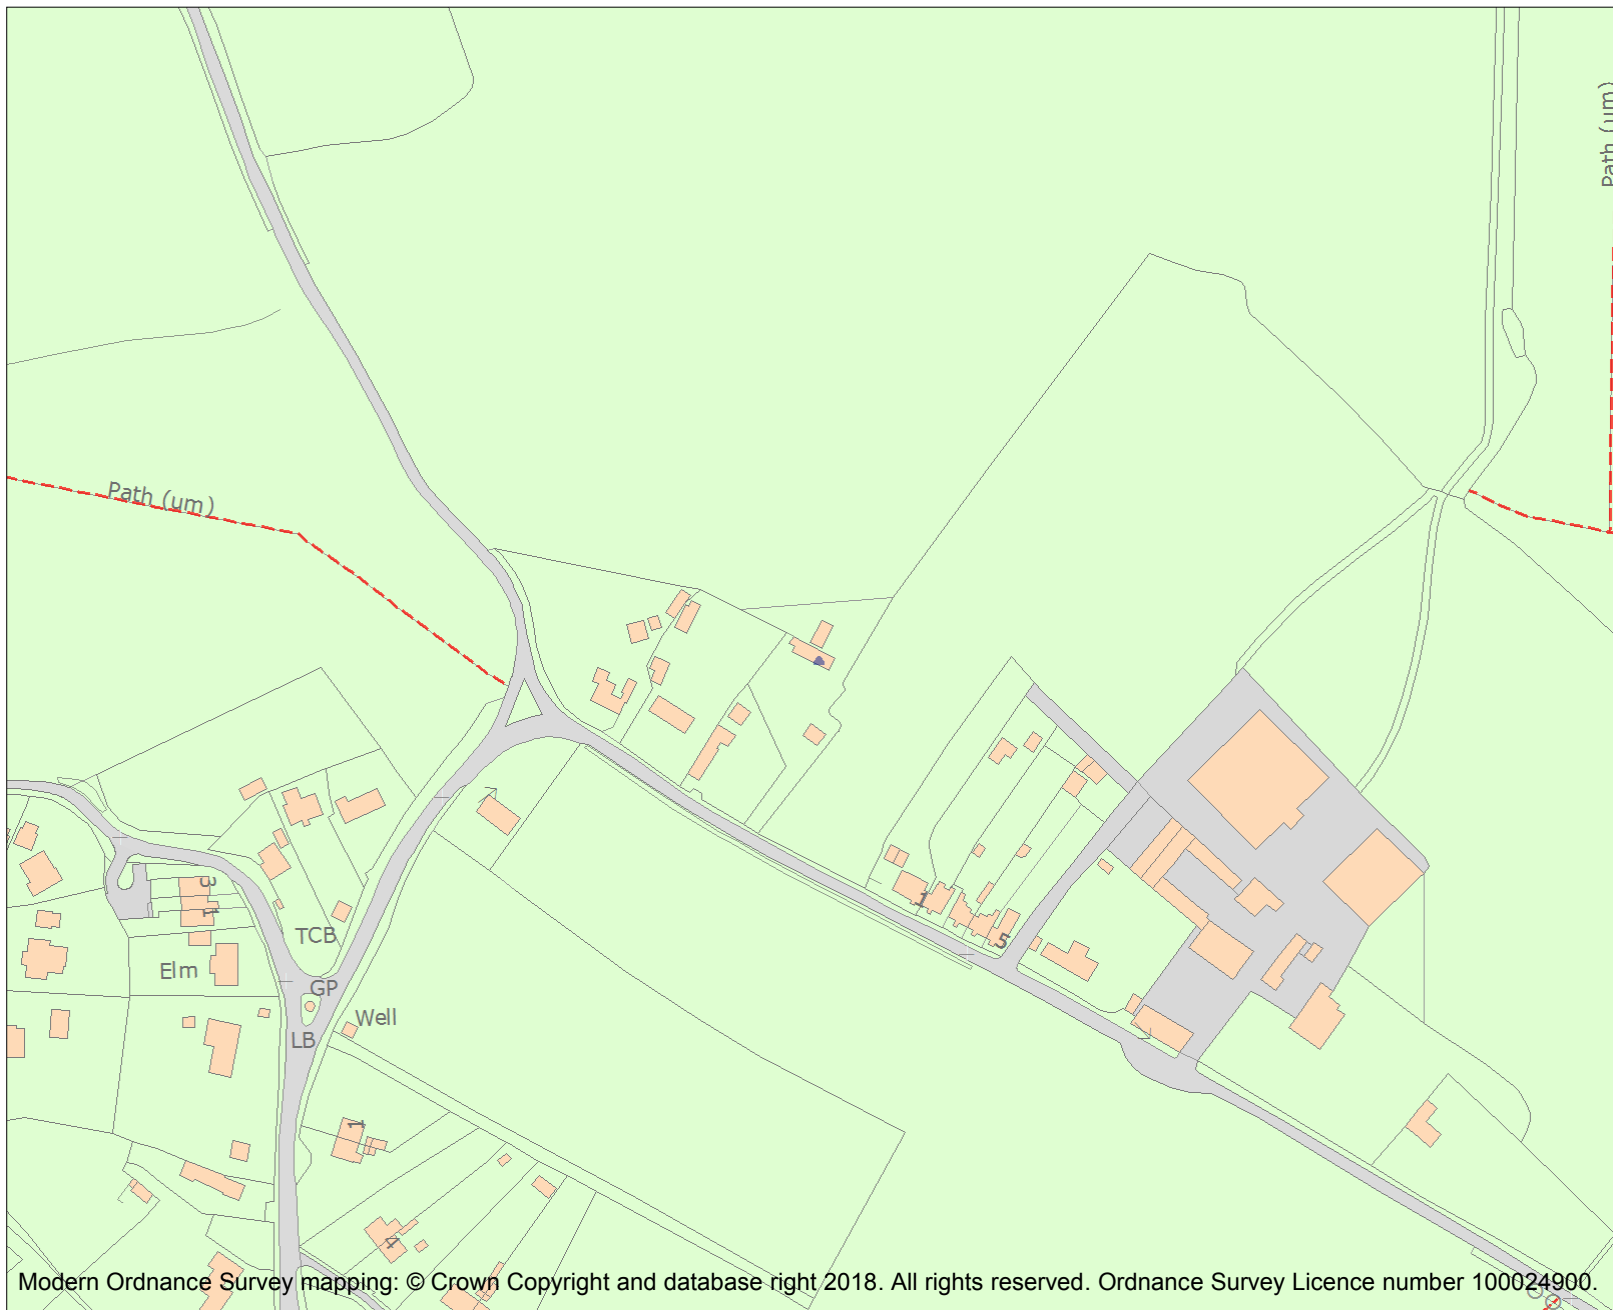 Path (um)
Path (um)
1
3
1
5
TCB
Elm
GP
Well
LB
1
4
Modern Ordnance Survey mapping: © Crown Copyright and database right 2018. All rights reserved. Ordnance Survey Licence number 100024900.